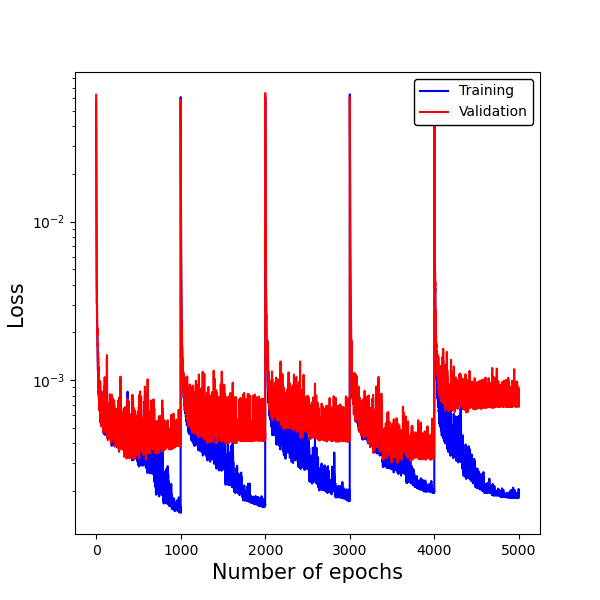 Training
Validation
Loss
10⁻²
10⁻³
0 1000 2000 3000 4000 5000
Number of epochs